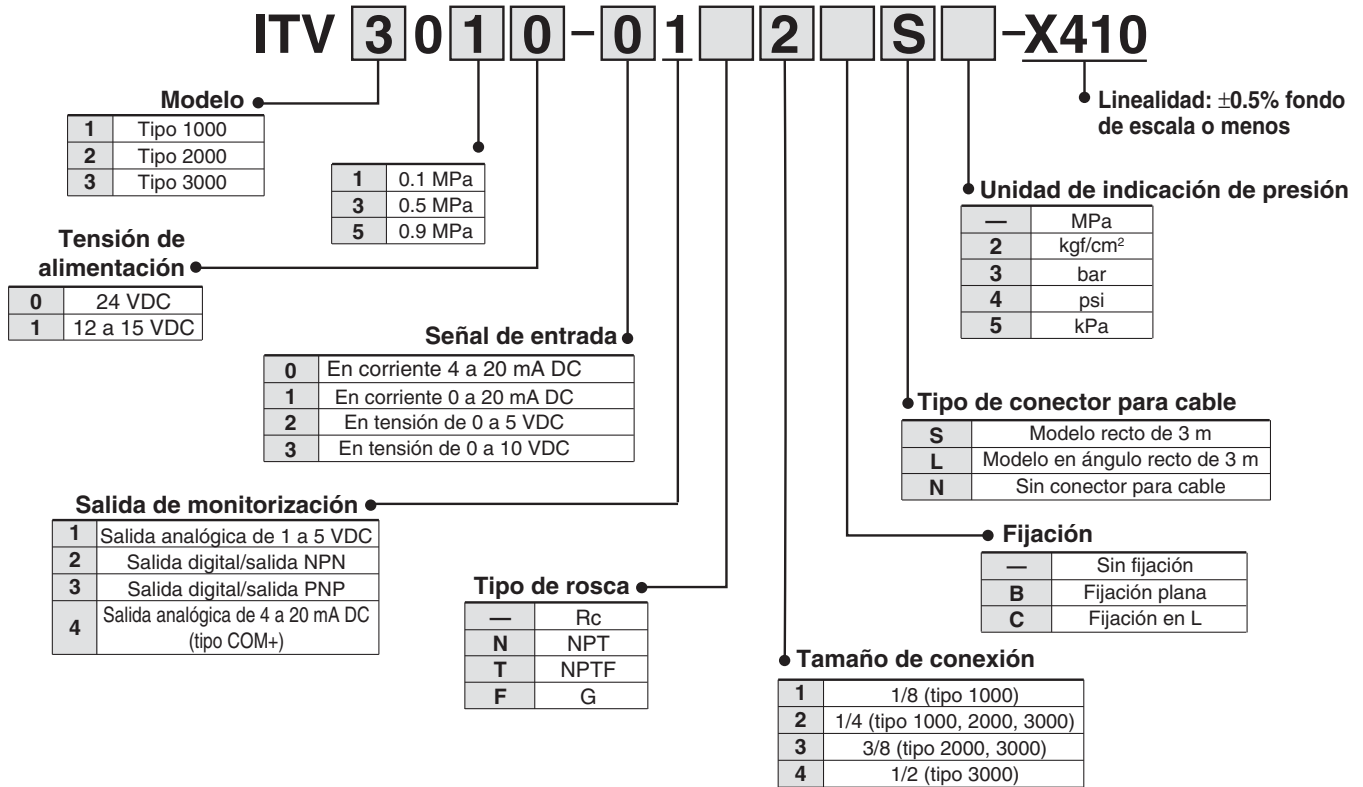 ITV 3 0 1 0 - 0 1 2 S -X410
Modelo
1 Tipo 1000
2 Tipo 2000
3 Tipo 3000
1 0.1 MPa
3 0.5 MPa
5 0.9 MPa
Tensión de
alimentación
0 24 VDC
1 12 a 15 VDC
Señal de entrada
0 En corriente 4 a 20 mA DC
1 En corriente 0 a 20 mA DC
2 En tensión de 0 a 5 VDC
3 En tensión de 0 a 10 VDC
Salida de monitorización
1 Salida analógica de 1 a 5 VDC
2 Salida digital/salida NPN
3 Salida digital/salida PNP
4 Salida analógica de 4 a 20 mA DC
(tipo COM+)
Tipo de rosca
— Rc
N NPT
T NPTF
F G
Linealidad: ±0.5% fondo
de escala o menos
Unidad de indicación de presión
— MPa
2 kgf/cm²
3 bar
4 psi
5 kPa
Tipo de conector para cable
S Modelo recto de 3 m
L Modelo en ángulo recto de 3 m
N Sin conector para cable
Fijación
— Sin fijación
B Fijación plana
C Fijación en L
Tamaño de conexión
1 1/8 (tipo 1000)
2 1/4 (tipo 1000, 2000, 3000)
3 3/8 (tipo 2000, 3000)
4 1/2 (tipo 3000)